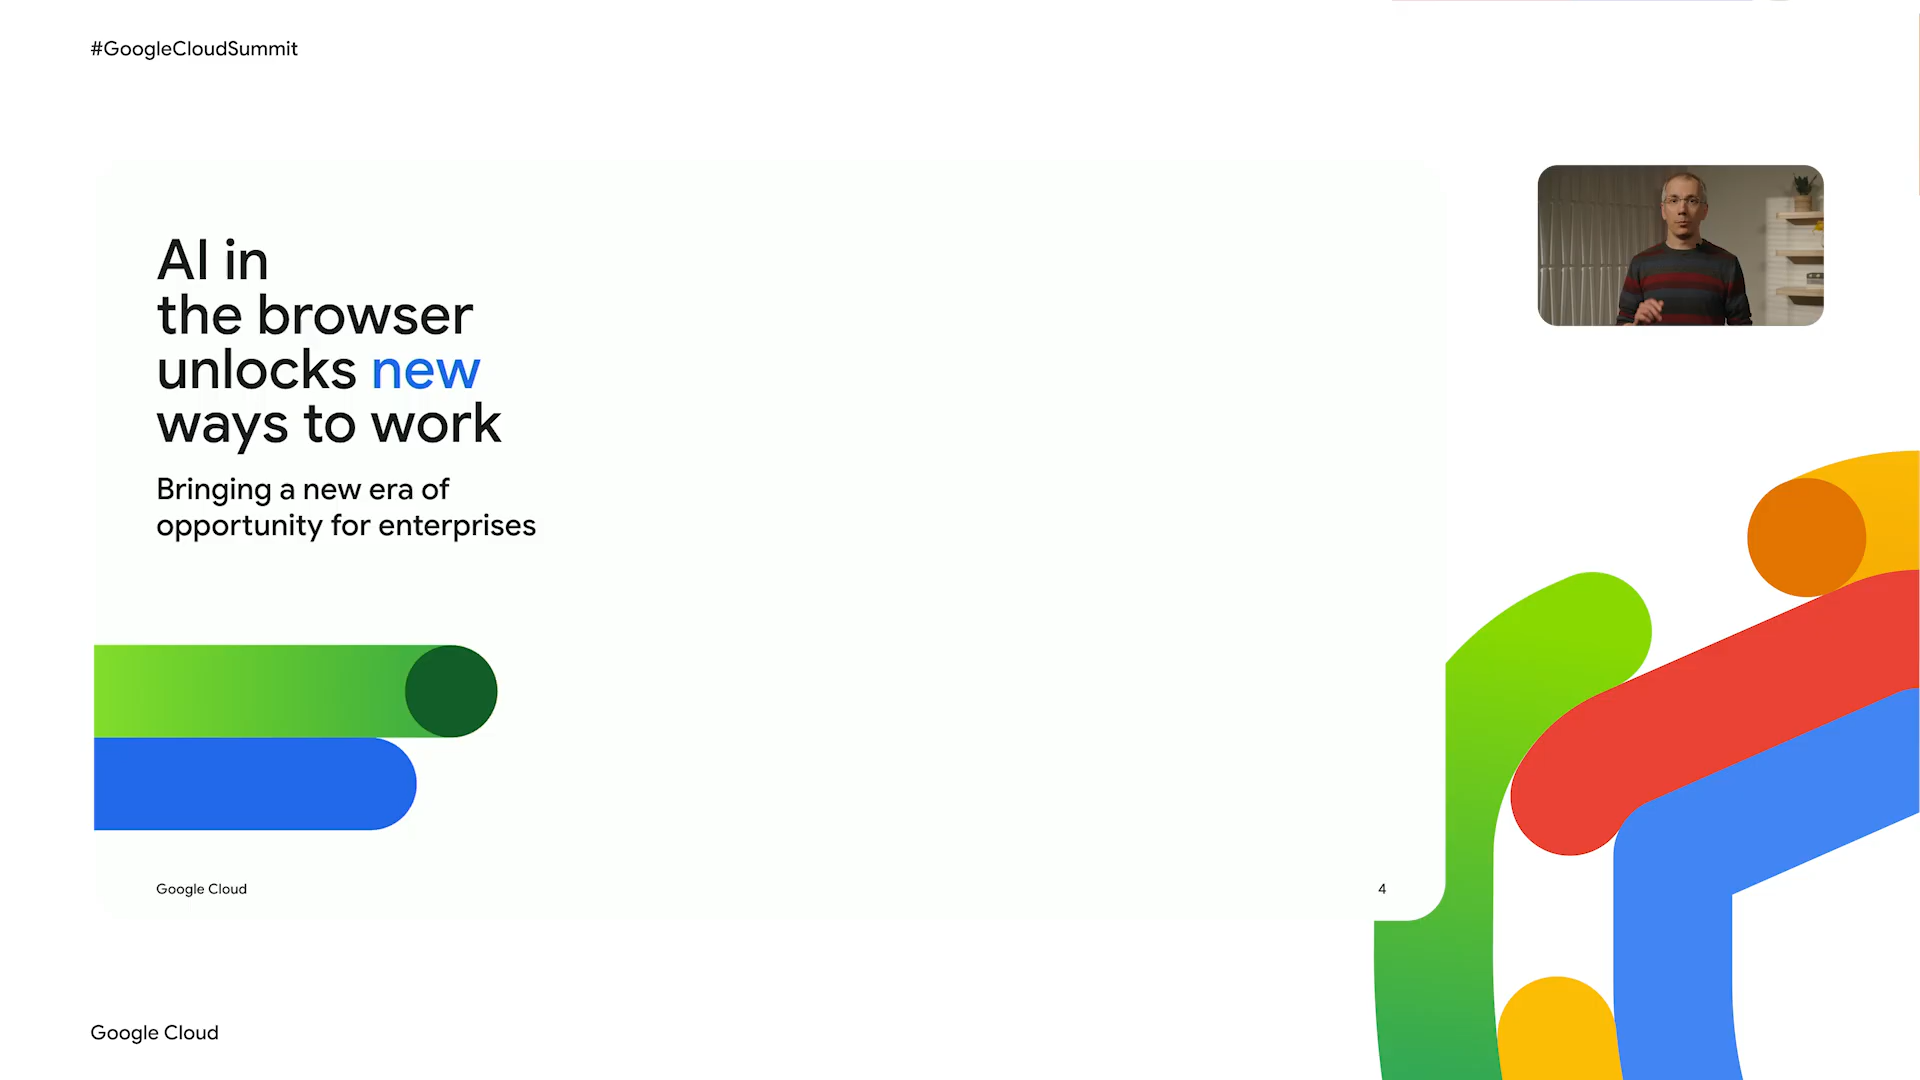 #GoogleCloudSummit
AI in
the browser
unlocks new
ways to work
Bringing a new era of
opportunity for enterprises
Google Cloud
4
Google Cloud